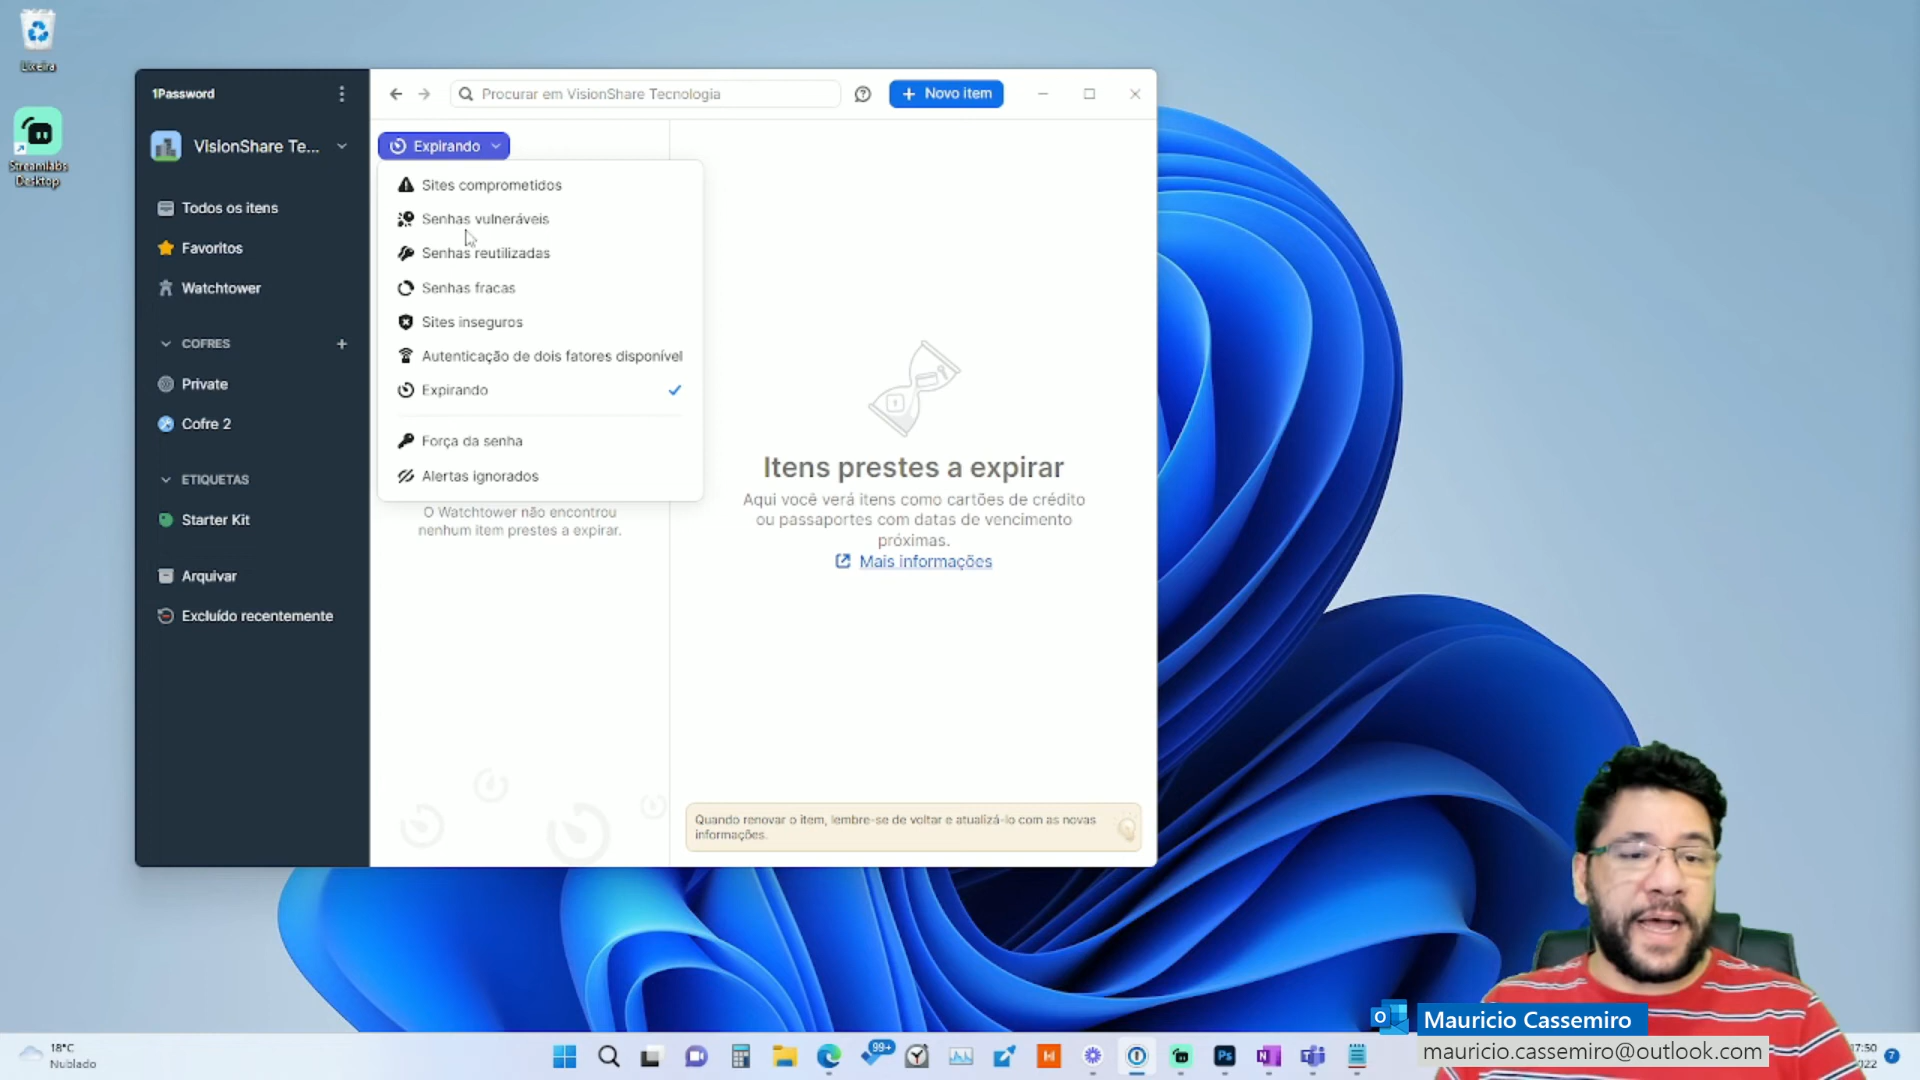 Lixeira
Streamlabs
Desktop
1Password
VisionShare Te...
Todos os itens
Favoritos
Watchtower
COFRES
Private
Cofre 2
ETIQUETAS
Starter Kit
Arquivar
Excluído recentemente
Procurar em VisionShare Tecnologia
Novo item
Expirando
Sites comprometidos
Senhas vulneráveis
Senhas reutilizadas
Senhas fracas
Sites inseguros
Autenticação de dois fatores disponível
Expirando
Força da senha
Alertas ignorados
O Watchtower não encontrou
nenhum item prestes a expirar.
Itens prestes a expirar
Aqui você verá itens como cartões de crédito
ou passaportes com datas de vencimento
próximas.
Mais informações
Quando renovar o item, lembre-se de voltar e atualizá-lo com as novas
informações.
Mauricio Cassemiro
mauricio.cassemiro@outlook.com
18°C
Nublado
99+
17:50
022
7